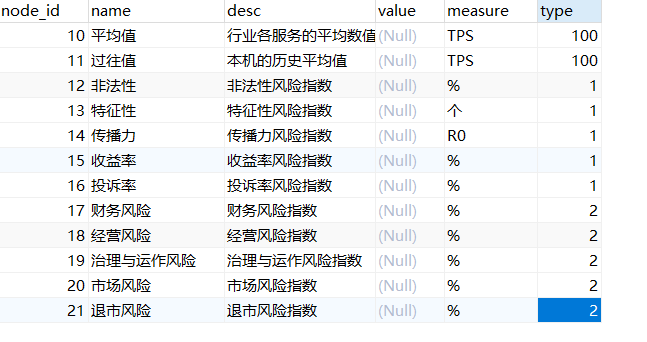 node_id name desc value measure type
10 平均值 行业各服务的平均数值 (Null) TPS 100
11 过往值 本机的历史平均值 (Null) TPS 100
12 非法性 非法性风险指数 (Null) % 1
13 特征性 特征性风险指数 (Null) 个 1
14 传播力 传播力风险指数 (Null) R0 1
15 收益率 收益率风险指数 (Null) % 1
16 投诉率 投诉率风险指数 (Null) % 1
17 财务风险 财务风险指数 (Null) % 2
18 经营风险 经营风险指数 (Null) % 2
19 治理与运作风险 治理与运作风险指数 (Null) % 2
20 市场风险 市场风险指数 (Null) % 2
21 退市风险 退市风险指数 (Null) % 2